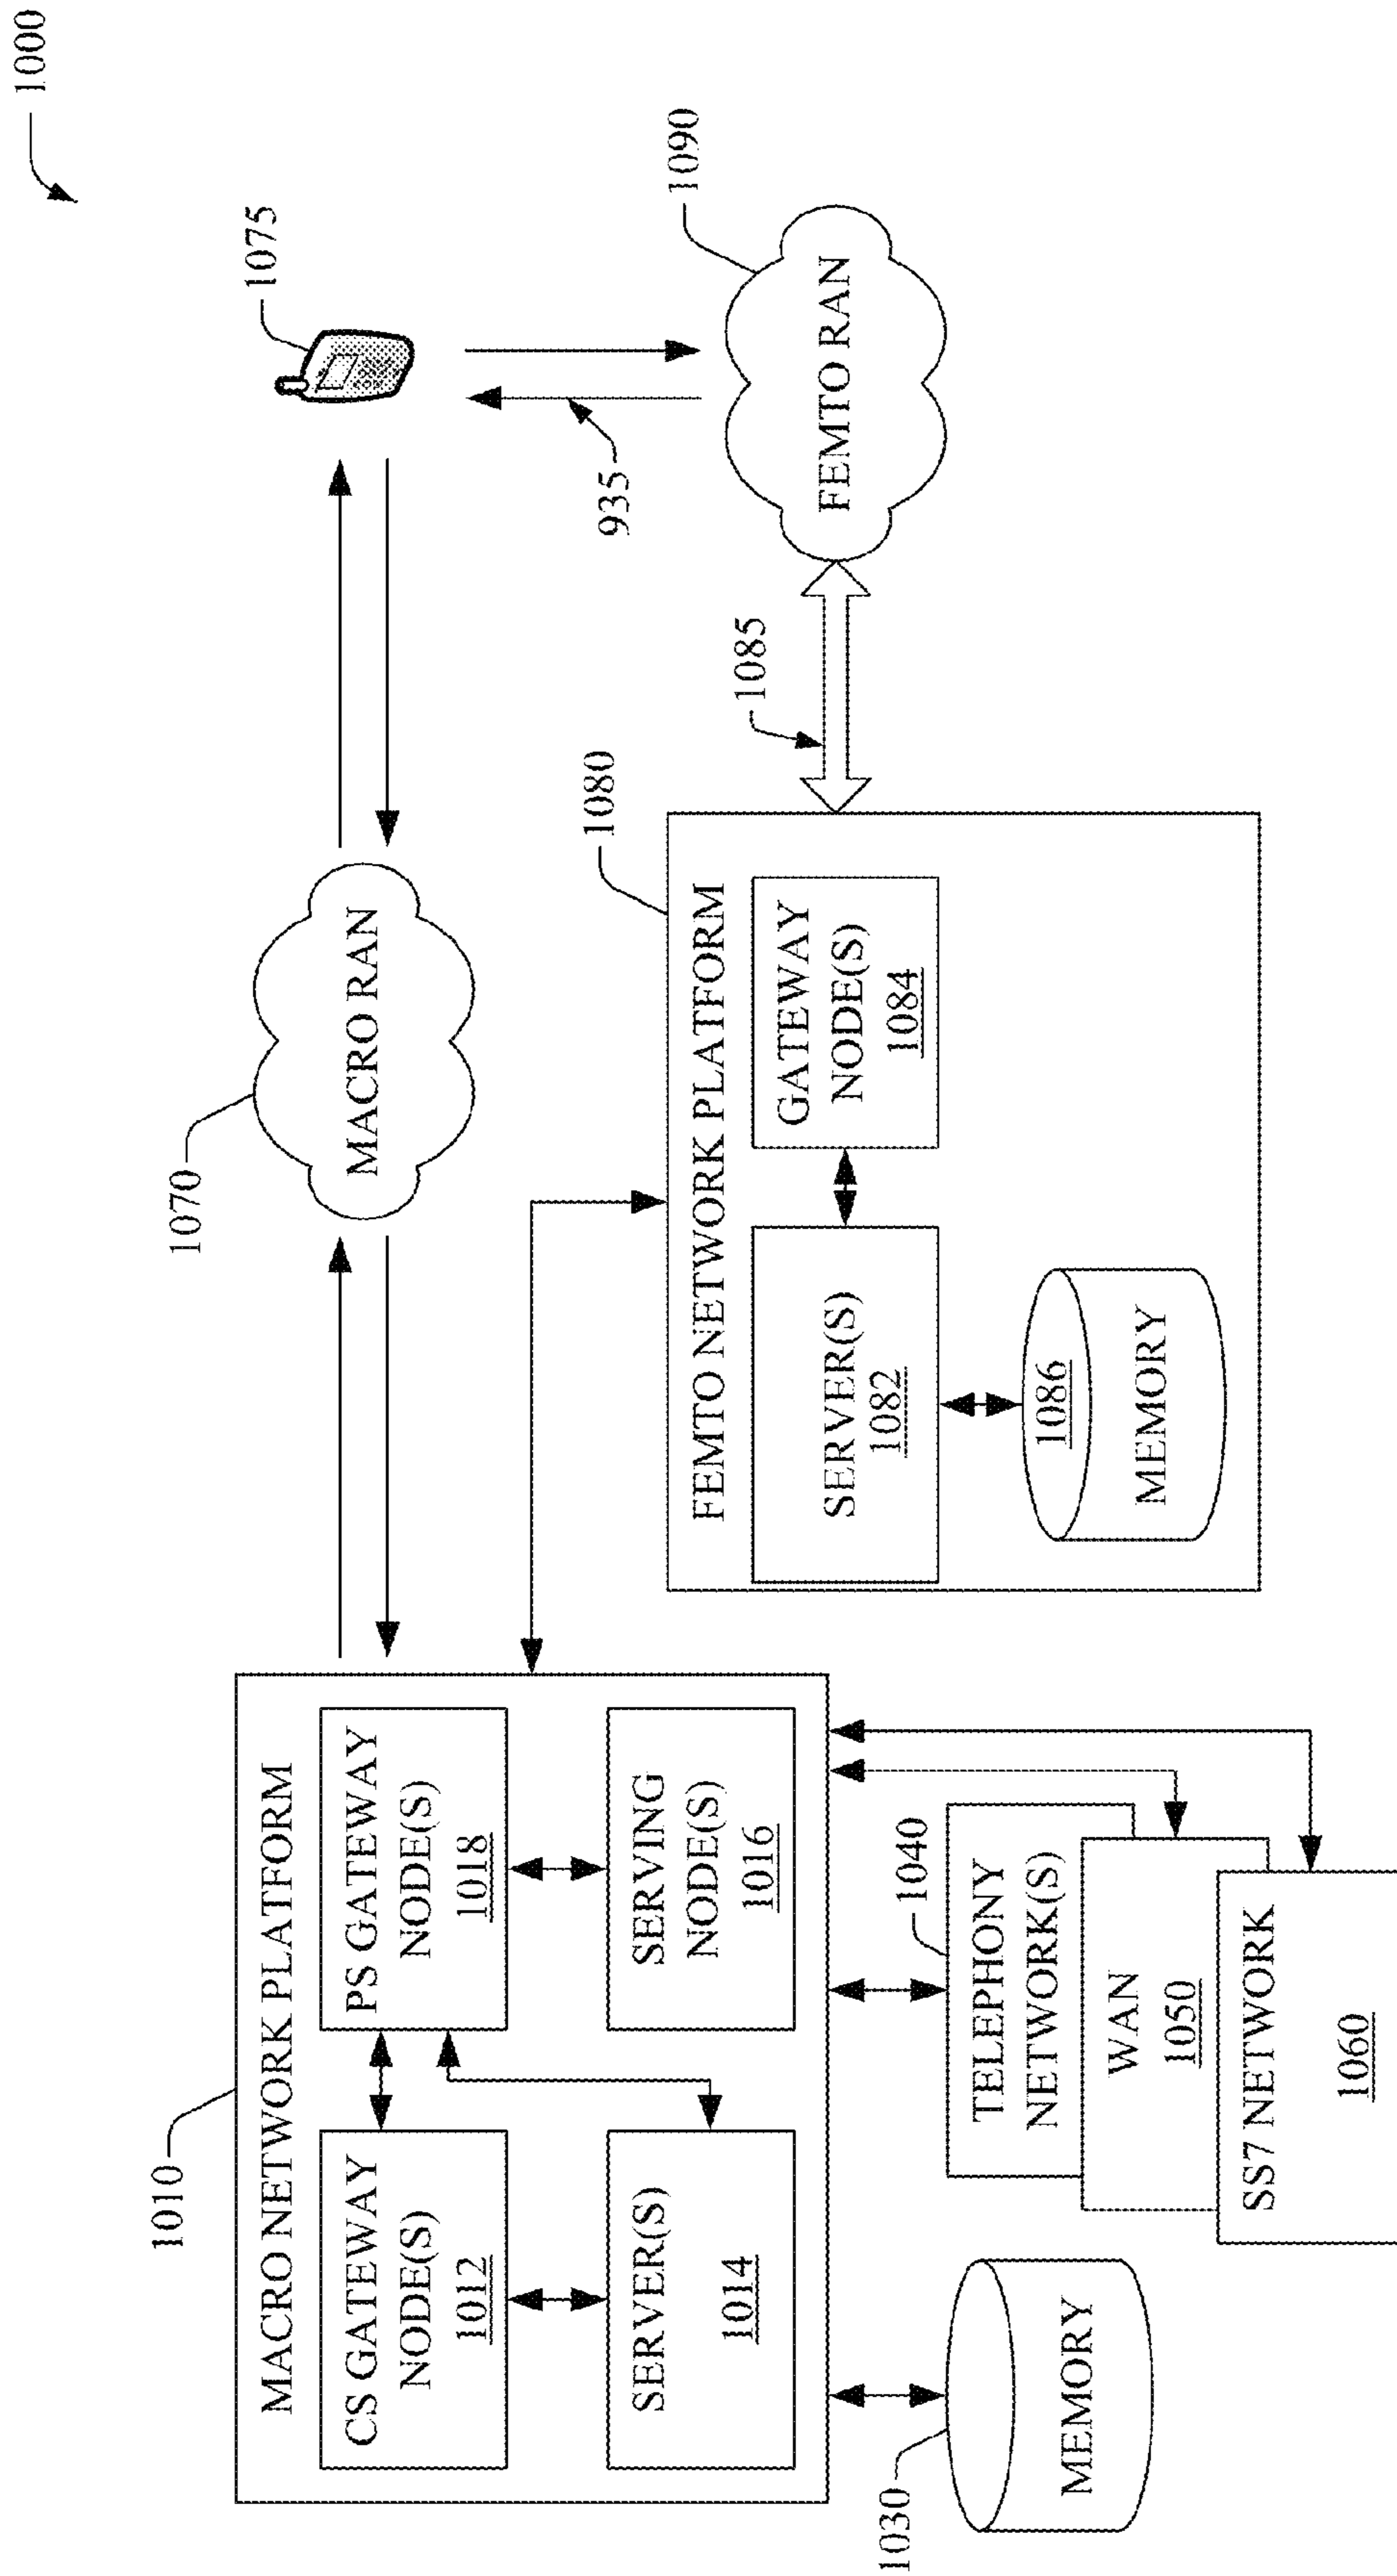 1000
1010
MACRO NETWORK PLATFORM
CS GATEWAY
NODE(S)
1012
PS GATEWAY
NODE(S)
1018
SERVER(S)
1014
SERVING
NODE(S)
1016
1070
MACRO RAN
1075
935
1090
FEMTO RAN
1085
1080
FEMTO NETWORK PLATFORM
SERVER(S)
1082
GATEWAY
NODE(S)
1084
1086
MEMORY
1030
MEMORY
1040
TELEPHONY
NETWORK(S)
WAN
1050
SS7 NETWORK
1060